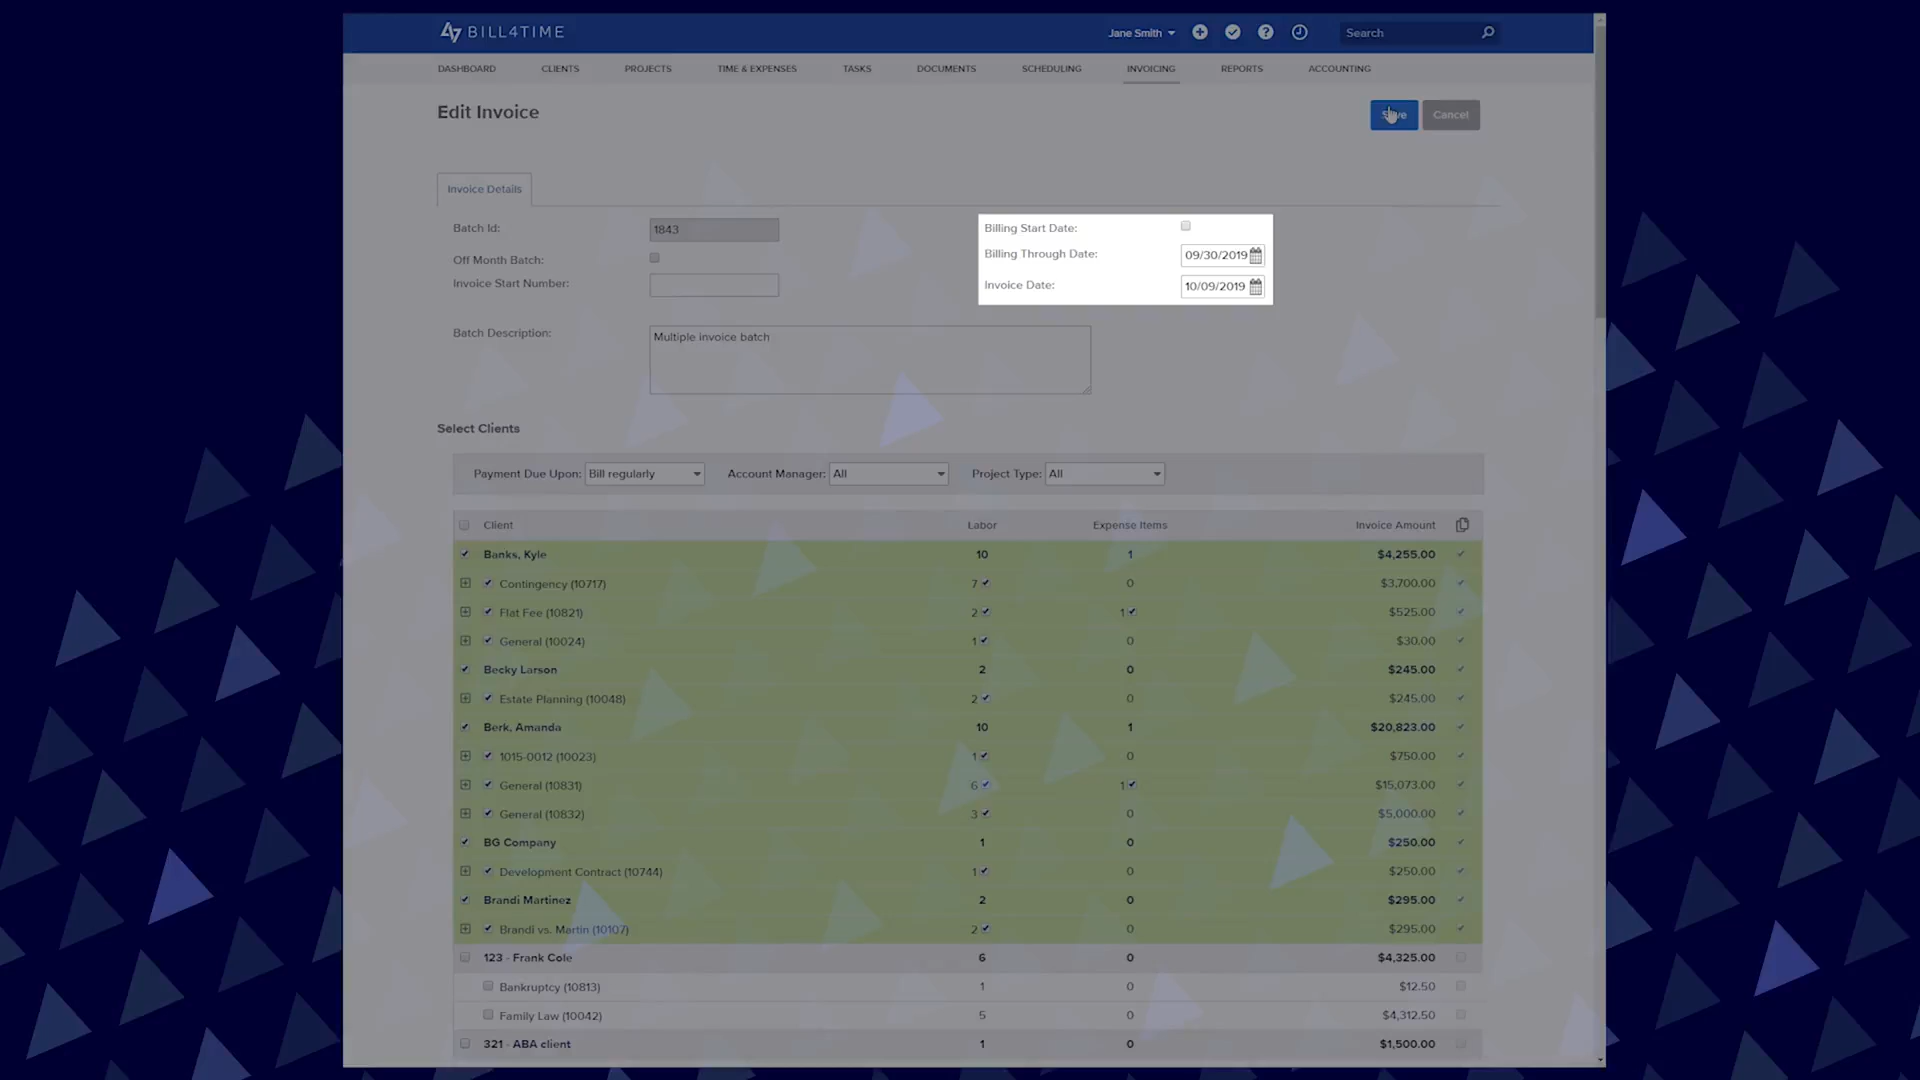 BILL4TIME
Jane Smith
Search
DASHBOARD CLIENTS PROJECTS TIME & EXPENSES TASKS DOCUMENTS SCHEDULING INVOICING REPORTS ACCOUNTING
Edit Invoice
Save Cancel
Invoice Details
Batch Id: 1843 Billing Start Date:
Off Month Batch: Billing Through Date: 09/30/2019
Invoice Start Number: Invoice Date: 10/09/2019
Batch Description: Multiple invoice batch
Select Clients
Payment Due Upon: Bill regularly Account Manager: All Project Type: All
Client Labor Expense Items Invoice Amount
Banks, Kyle 10 1 $4,255.00
Contingency (10717) 7 0 $3,700.00
Flat Fee (10821) 2 1 $525.00
General (10024) 1 0 $30.00
Becky Larson 2 0 $245.00
Estate Planning (10048) 2 0 $245.00
Berk, Amanda 10 1 $20,823.00
1015-0012 (10023) 1 0 $750.00
General (10831) 6 1 $15,073.00
General (10832) 3 0 $5,000.00
BG Company 1 0 $250.00
Development Contract (10744) 1 0 $250.00
Brandi Martinez 2 0 $295.00
Brandi vs. Martin (10107) 2 0 $295.00
123 - Frank Cole 6 0 $4,325.00
Bankruptcy (10813) 1 0 $12.50
Family Law (10042) 5 0 $4,312.50
321 - ABA client 1 0 $1,500.00